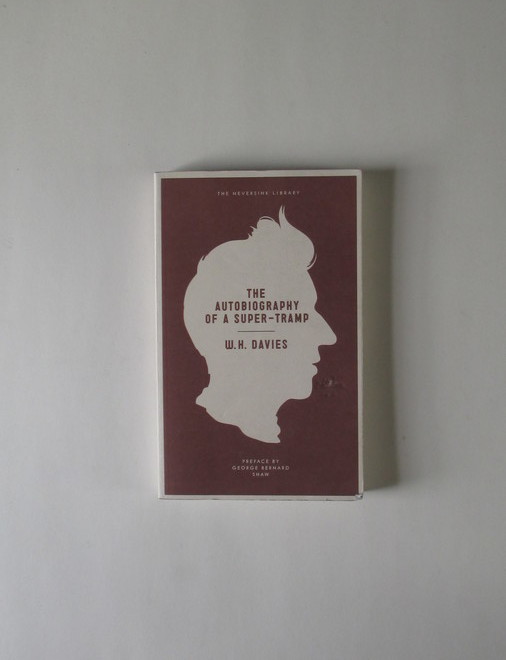 THE NEVERSINK LIBRARY
THE
AUTOBIOGRAPHY
OF A SUPER-TRAMP
W.H. DAVIES
PREFACE BY
GEORGE BERNARD
SHAW